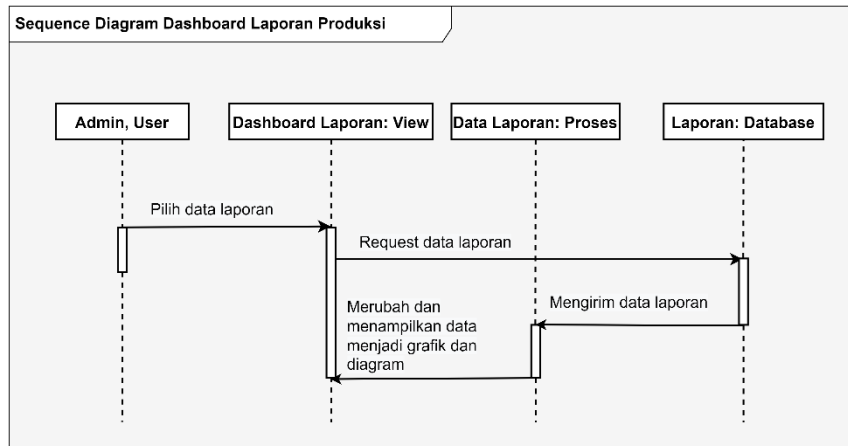 Sequence Diagram Dashboard Laporan Produksi
Admin, User
Dashboard Laporan: View
Data Laporan: Proses
Laporan: Database
Pilih data laporan
Request data laporan
Mengirim data laporan
Merubah dan
menampilkan data
menjadi grafik dan
diagram